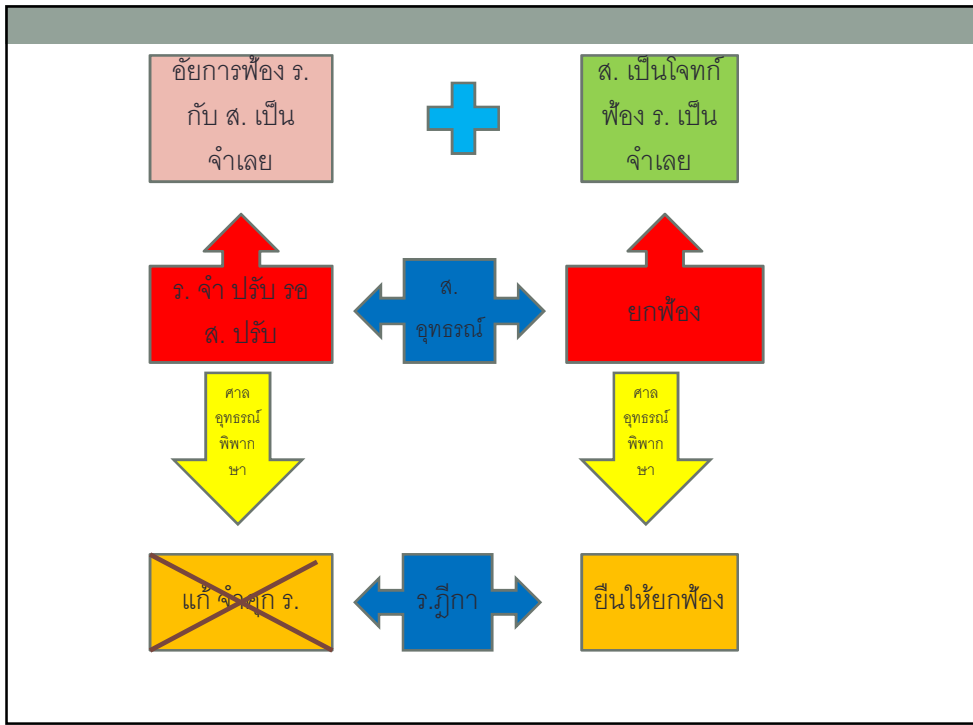 อัยการฟ้อง ร.
กับ ส. เป็น
จำเลย
ส. เป็นโจทก์
ฟ้อง ร. เป็น
จำเลย
ร. จำ ปรับ รอ
ส. ปรับ
ส.
อุทธรณ์
ยกฟ้อง
ศาล
อุทธรณ์
พิพาก
ษา
ศาล
อุทธรณ์
พิพาก
ษา
แก้ จำคุก ร.
ร.ฎีกา
ยืนให้ยกฟ้อง